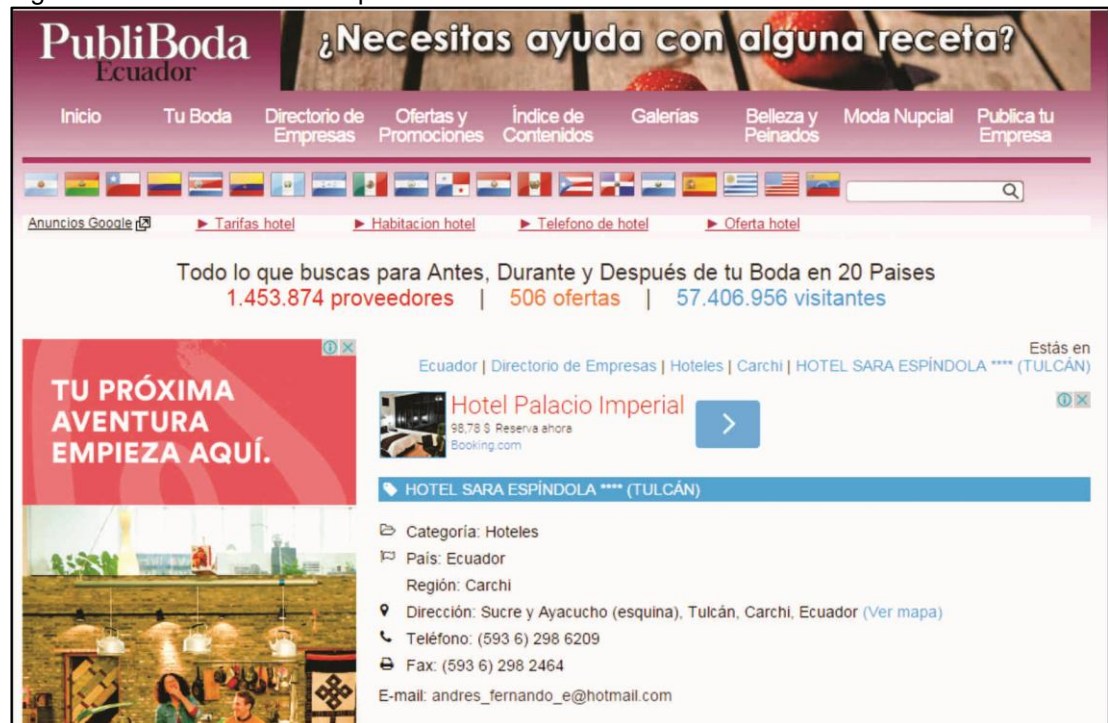 PubliBoda
Ecuador
¿Necesitas ayuda con alguna receta?
Inicio
Tu Boda
Directorio de
Empresas
Ofertas y
Promociones
Índice de
Contenidos
Galerías
Belleza y
Peinados
Moda Nupcial
Publica tu
Empresa
Anuncios Google
► Tarifas hotel
► Habitacion hotel
► Telefono de hotel
► Oferta hotel
Todo lo que buscas para Antes, Durante y Después de tu Boda en 20 Paises
1.453.874 proveedores | 506 ofertas | 57.406.956 visitantes
TU PRÓXIMA
AVENTURA
EMPIEZA AQUÍ.
Estás en
Ecuador | Directorio de Empresas | Hoteles | Carchi | HOTEL SARA ESPÍNDOLA **** (TULCÁN)
Hotel Palacio Imperial
98,78 $ Reserva ahora
Booking.com
HOTEL SARA ESPÍNDOLA **** (TULCÁN)
Categoría: Hoteles
País: Ecuador
Región: Carchi
Dirección: Sucre y Ayacucho (esquina), Tulcán, Carchi, Ecuador (Ver mapa)
Teléfono: (593 6) 298 6209
Fax: (593 6) 298 2464
E-mail: andres_fernando_e@hotmail.com